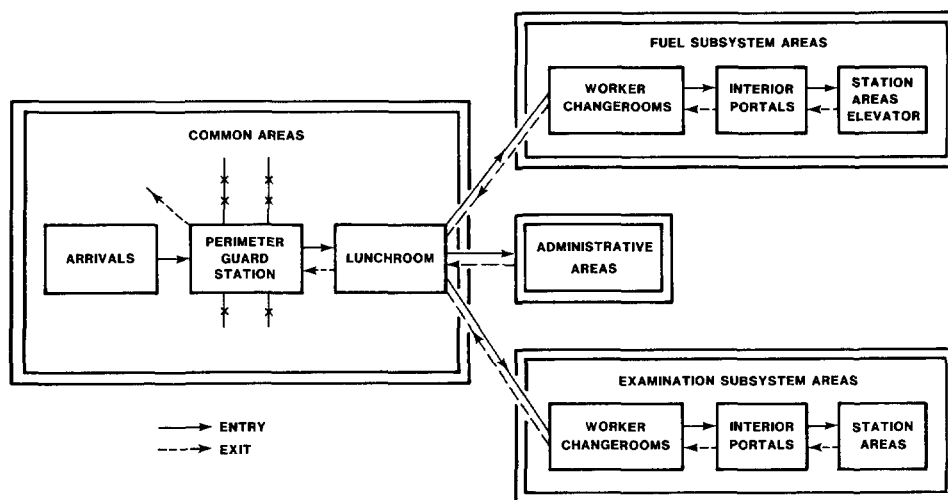 FUEL SUBSYSTEM AREAS
WORKER
CHANGEROOMS
INTERIOR
PORTALS
STATION
AREAS
ELEVATOR
COMMON AREAS
ARRIVALS
PERIMETER
GUARD
STATION
LUNCHROOM
ADMINISTRATIVE
AREAS
EXAMINATION SUBSYSTEM AREAS
WORKER
CHANGEROOMS
INTERIOR
PORTALS
STATION
AREAS
ENTRY
EXIT